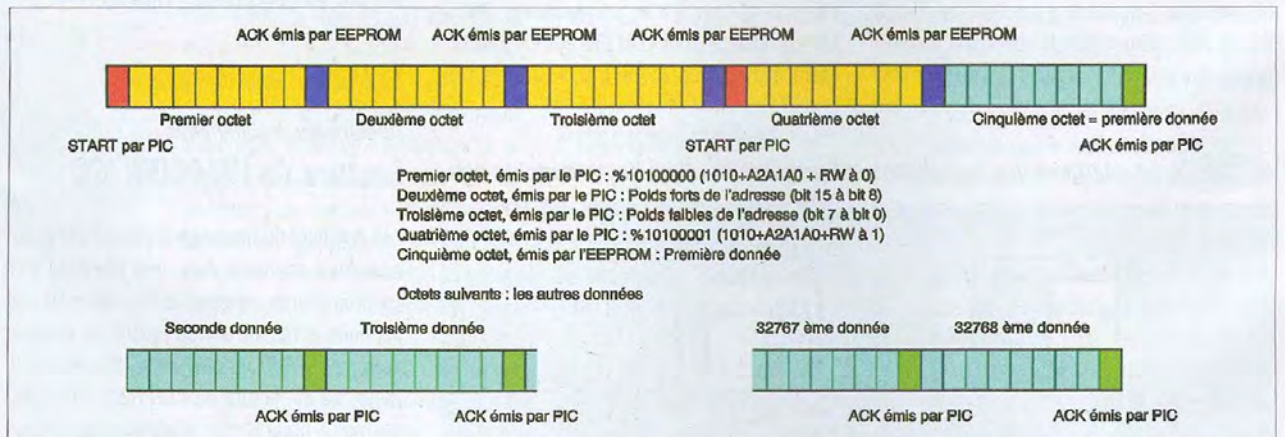 ACK émis par EEPROM ACK émis par EEPROM ACK émis par EEPROM ACK émis par EEPROM
Premier octet Deuxième octet Troisième octet Quatrième octet Cinquième octet = première donnée
START par PIC START par PIC ACK émis par PIC
Premier octet, émis par le PIC : %10100000 (1010+A2A1A0 + RW à 0)
Deuxième octet, émis par le PIC : Poids forts de l'adresse (bit 15 à bit 8)
Troisième octet, émis par le PIC : Poids faibles de l'adresse (bit 7 à bit 0)
Quatrième octet, émis par le PIC : %10100001 (1010+A2A1A0+RW à 1)
Cinquième octet, émis par l'EEPROM : Première donnée
Octets suivants : les autres données
Seconde donnée Troisième donnée 32767 ème donnée 32768 ème donnée
ACK émis par PIC ACK émis par PIC ACK émis par PIC ACK émis par PIC